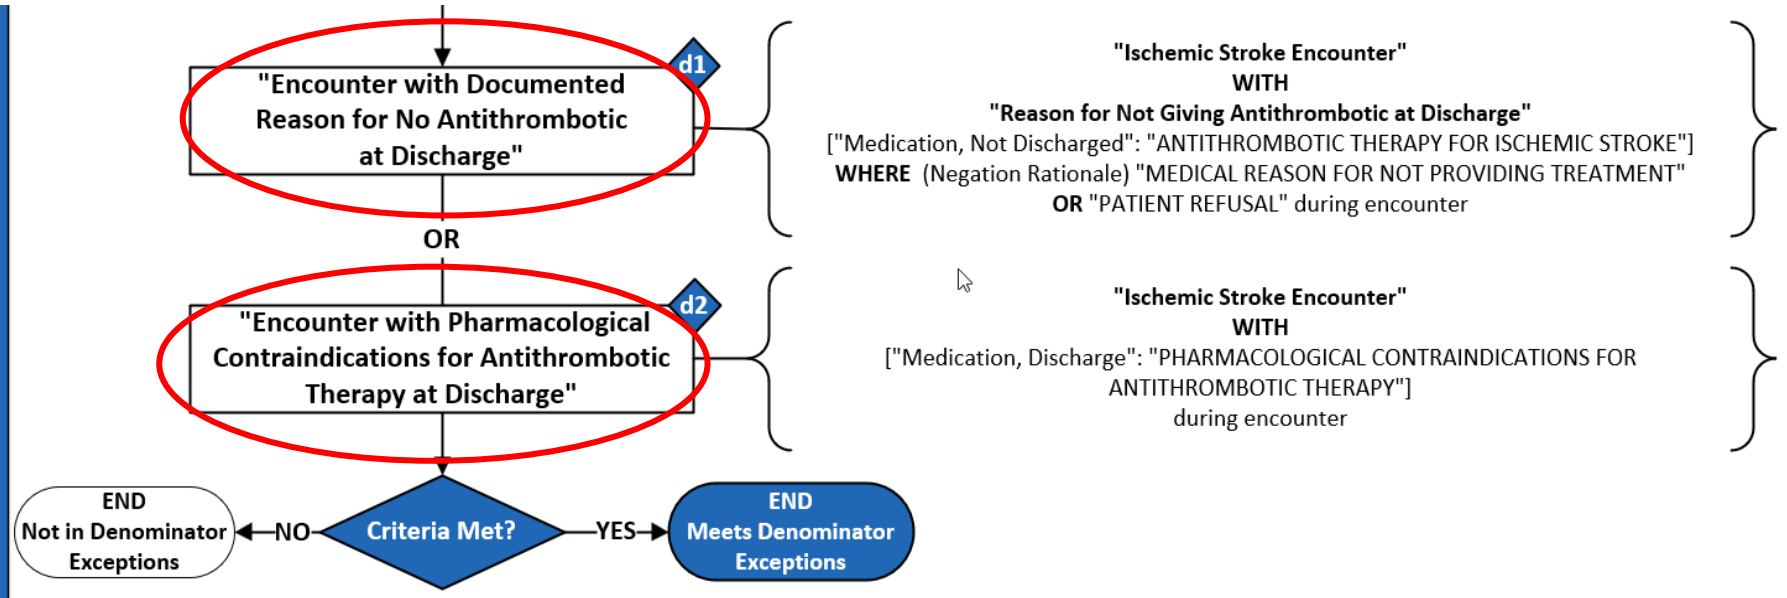 d1
"Encounter with Documented
Reason for No Antithrombotic
at Discharge"
"Ischemic Stroke Encounter"
WITH
"Reason for Not Giving Antithrombotic at Discharge"
["Medication, Not Discharged": "ANTITHROMBOTIC THERAPY FOR ISCHEMIC STROKE"]
WHERE (Negation Rationale) "MEDICAL REASON FOR NOT PROVIDING TREATMENT"
OR "PATIENT REFUSAL" during encounter
OR
d2
"Encounter with Pharmacological
Contraindications for Antithrombotic
Therapy at Discharge"
"Ischemic Stroke Encounter"
WITH
["Medication, Discharge": "PHARMACOLOGICAL CONTRAINDICATIONS FOR
ANTITHROMBOTIC THERAPY"]
during encounter
END
Not in Denominator
Exceptions
NO
Criteria Met?
YES
END
Meets Denominator
Exceptions